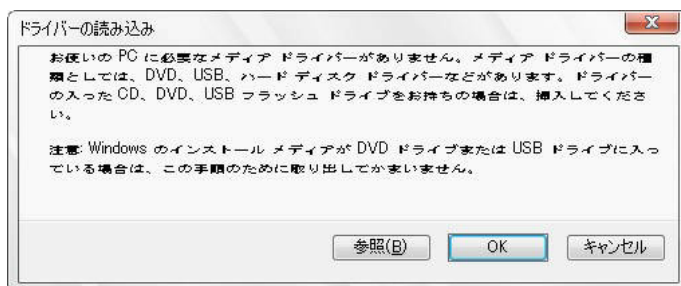 ドライバーの読み込み
お使いの PC に必要なメディア ドライバーがありません。メディア ドライバーの種
類としては、DVD、USB、ハード ディスク ドライバーなどがあります。ドライバー
の入った CD、DVD、USB フラッシュ ドライブをお持ちの場合は、挿入してくださ
い。
注意: Windows のインストール メディアが DVD ドライブまたは USB ドライブに入っ
ている場合は、この手順のために取り出してかまいません。
参照(B)
OK
キャンセル